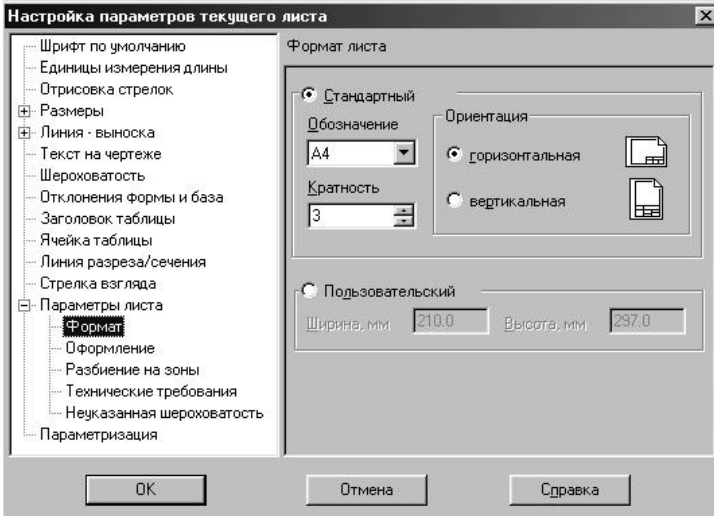 Настройка параметров текущего листа
Шрифт по умолчанию
Единицы измерения длины
Отрисовка стрелок
Размеры
Линия - выноска
Текст на чертеже
Шероховатость
Отклонения формы и база
Заголовок таблицы
Ячейка таблицы
Линия разреза/сечения
Стрелка взгляда
Параметры листа
Формат
Оформление
Разбиение на зоны
Технические требования
Неуказанная шероховатость
Параметризация
Формат листа
Стандартный
Обозначение
A4
Кратность
3
Ориентация
горизонтальная
вертикальная
Пользовательский
Ширина, мм 210.0 Высота, мм 297.0
OK Отмена Справка